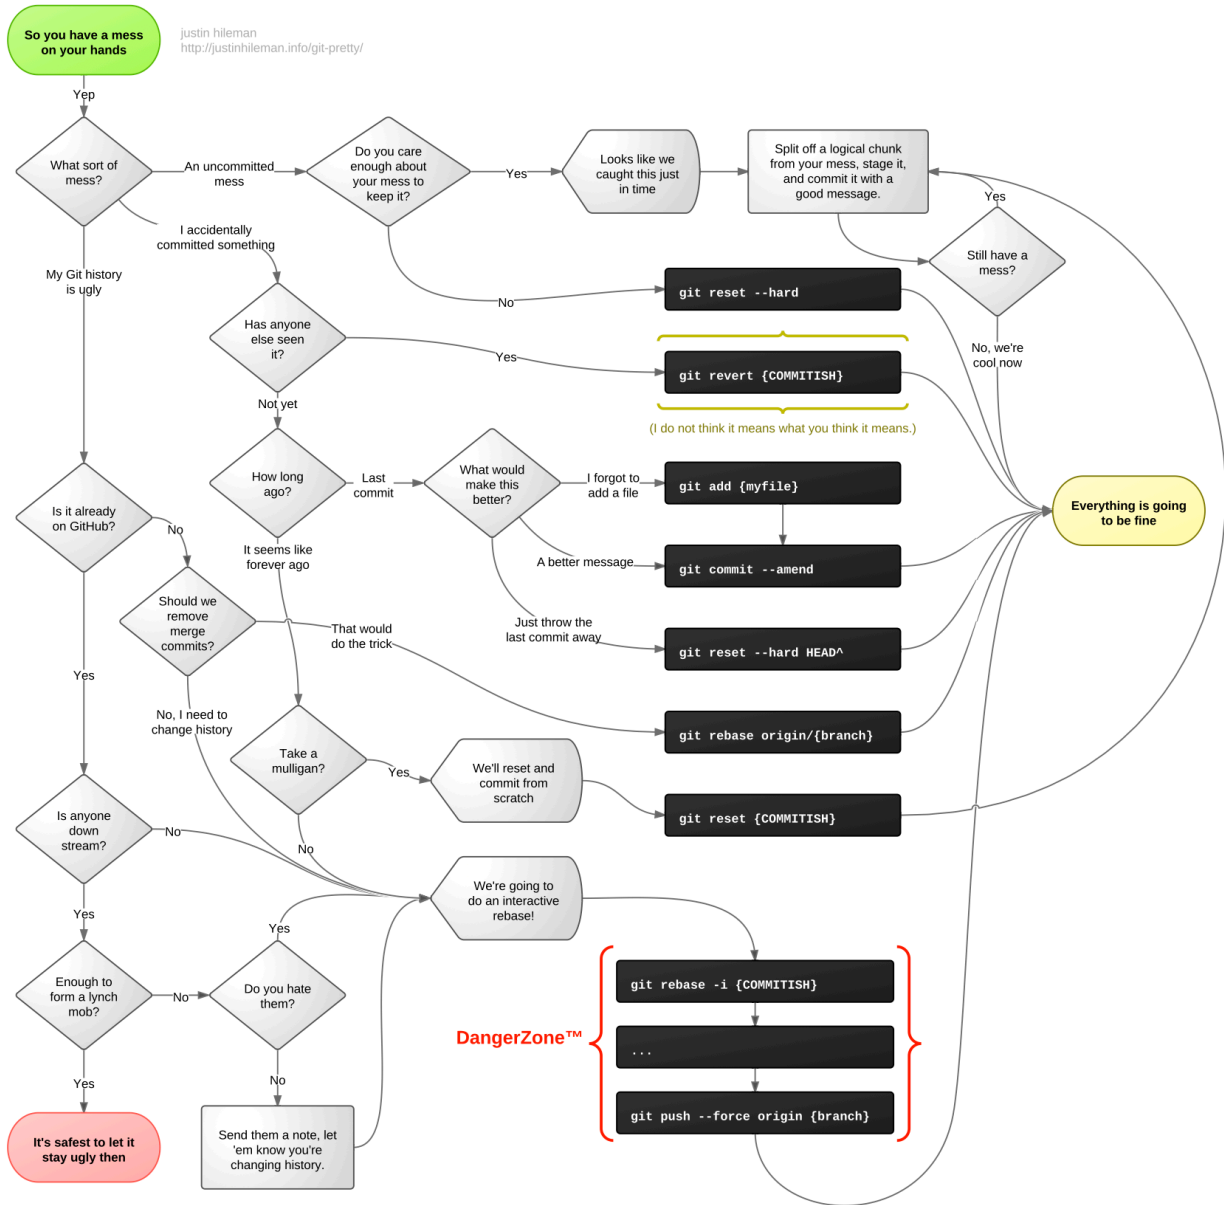 So you have a mess
on your hands
justin hileman
http://justinhileman.info/git-pretty/
Yep
What sort of
mess?
An uncommitted
mess
Do you care
enough about
your mess to
keep it?
Yes
Looks like we
caught this just
in time
Split off a logical chunk
from your mess, stage it,
and commit it with a
good message.
Yes
Still have a
mess?
No, we're
cool now
I accidentally
committed something
My Git history
is ugly
No
git reset --hard
Has anyone
else seen
it?
Yes
git revert {COMMITISH}
(I do not think it means what you think it means.)
Not yet
How long
ago?
Last
commit
What would
make this
better?
I forgot to
add a file
git add {myfile}
Everything is going
to be fine
Is it already
on GitHub?
No
It seems like
forever ago
A better message
git commit --amend
Should we
remove
merge
commits?
That would
do the trick
Just throw the
last commit away
git reset --hard HEAD^
Yes
No, I need to
change history
git rebase origin/{branch}
Take a
mulligan?
Yes
We'll reset and
commit from
scratch
git reset {COMMITISH}
Is anyone
down
stream?
No
No
We're going to
do an interactive
rebase!
Yes
Yes
Enough to
form a lynch
mob?
No
Do you hate
them?
git rebase -i {COMMITISH}
DangerZone™
...
git push --force origin {branch}
Yes
No
It's safest to let it
stay ugly then
Send them a note, let
'em know you're
changing history.